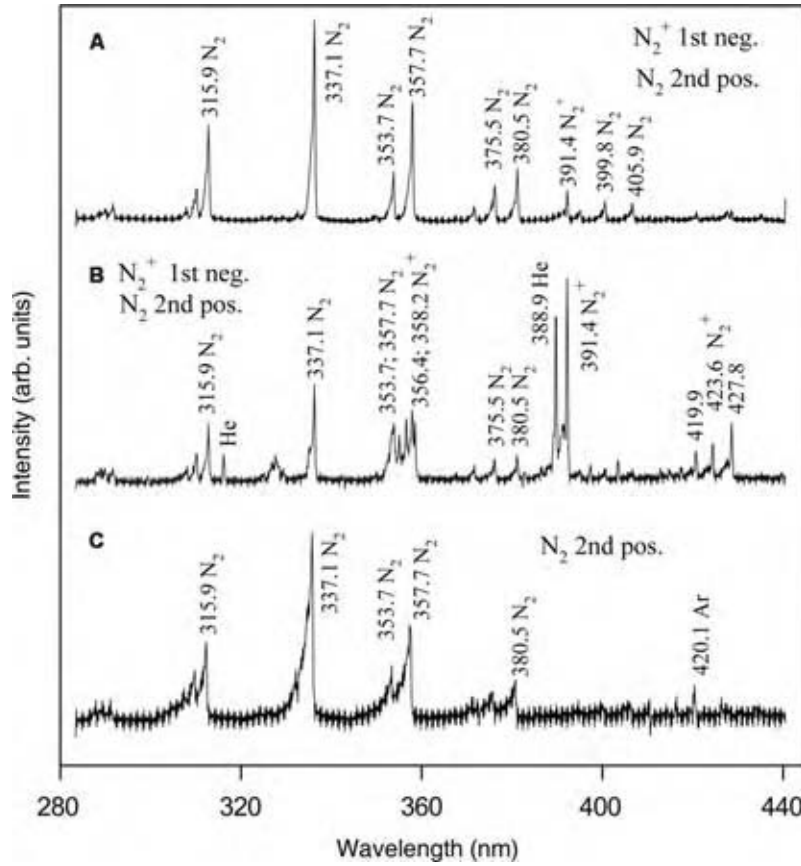 A
315.9 N₂
337.1 N₂
353.7 N₂
357.7 N₂
375.5 N₂
380.5 N₂
391.4 N₂⁺
399.8 N₂
405.9 N₂
N₂⁺ 1st neg.
N₂ 2nd pos.
B
N₂⁺ 1st neg.
N₂ 2nd pos.
315.9 N₂
He
337.1 N₂
353.7; 357.7 N₂
356.4; 358.2 N₂⁺
375.5 N₂
380.5 N₂
388.9 He
391.4 N₂⁺
419.9
423.6 N₂⁺
427.8
C
315.9 N₂
337.1 N₂
353.7 N₂
357.7 N₂
380.5 N₂
N₂ 2nd pos.
420.1 Ar
Intensity (arb. units)
280 320 360 400 440
Wavelength (nm)